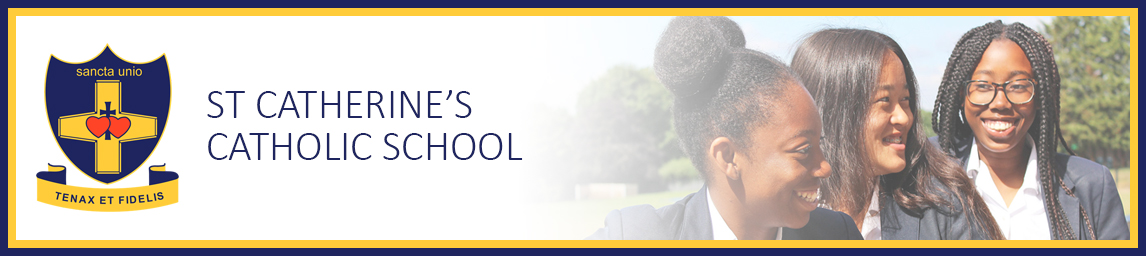 sancta unio
TENAX ET FIDELIS
ST CATHERINE’S
CATHOLIC SCHOOL